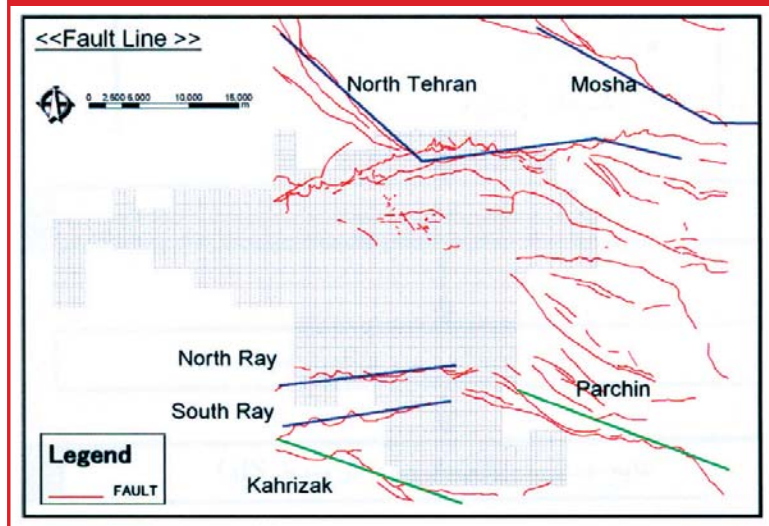 <<Fault Line >>
North Tehran
Mosha
0 2,500 5,000 10,000 15,000
m
North Ray
Parchin
South Ray
Legend
FAULT
Kahrizak